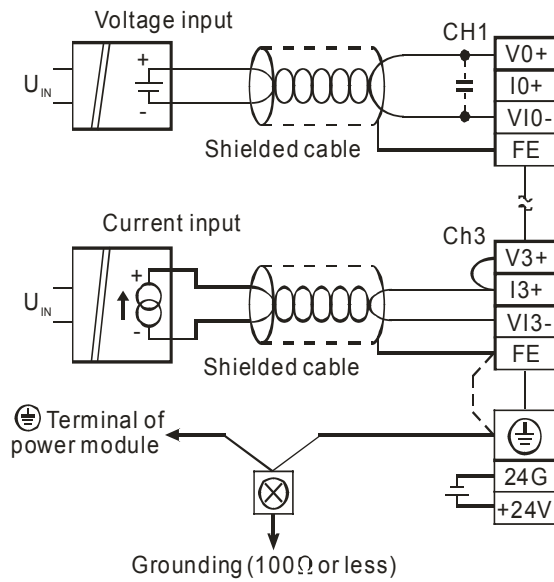 Voltage input
CH1
V0+
I0+
VI0-
FE
+
-
U IN
Shielded cable
Current input
Ch3
V3+
I3+
VI3-
FE
+
-
U IN
Shielded cable
Terminal of
power module
24G
+24V
Grounding (100Ω or less)